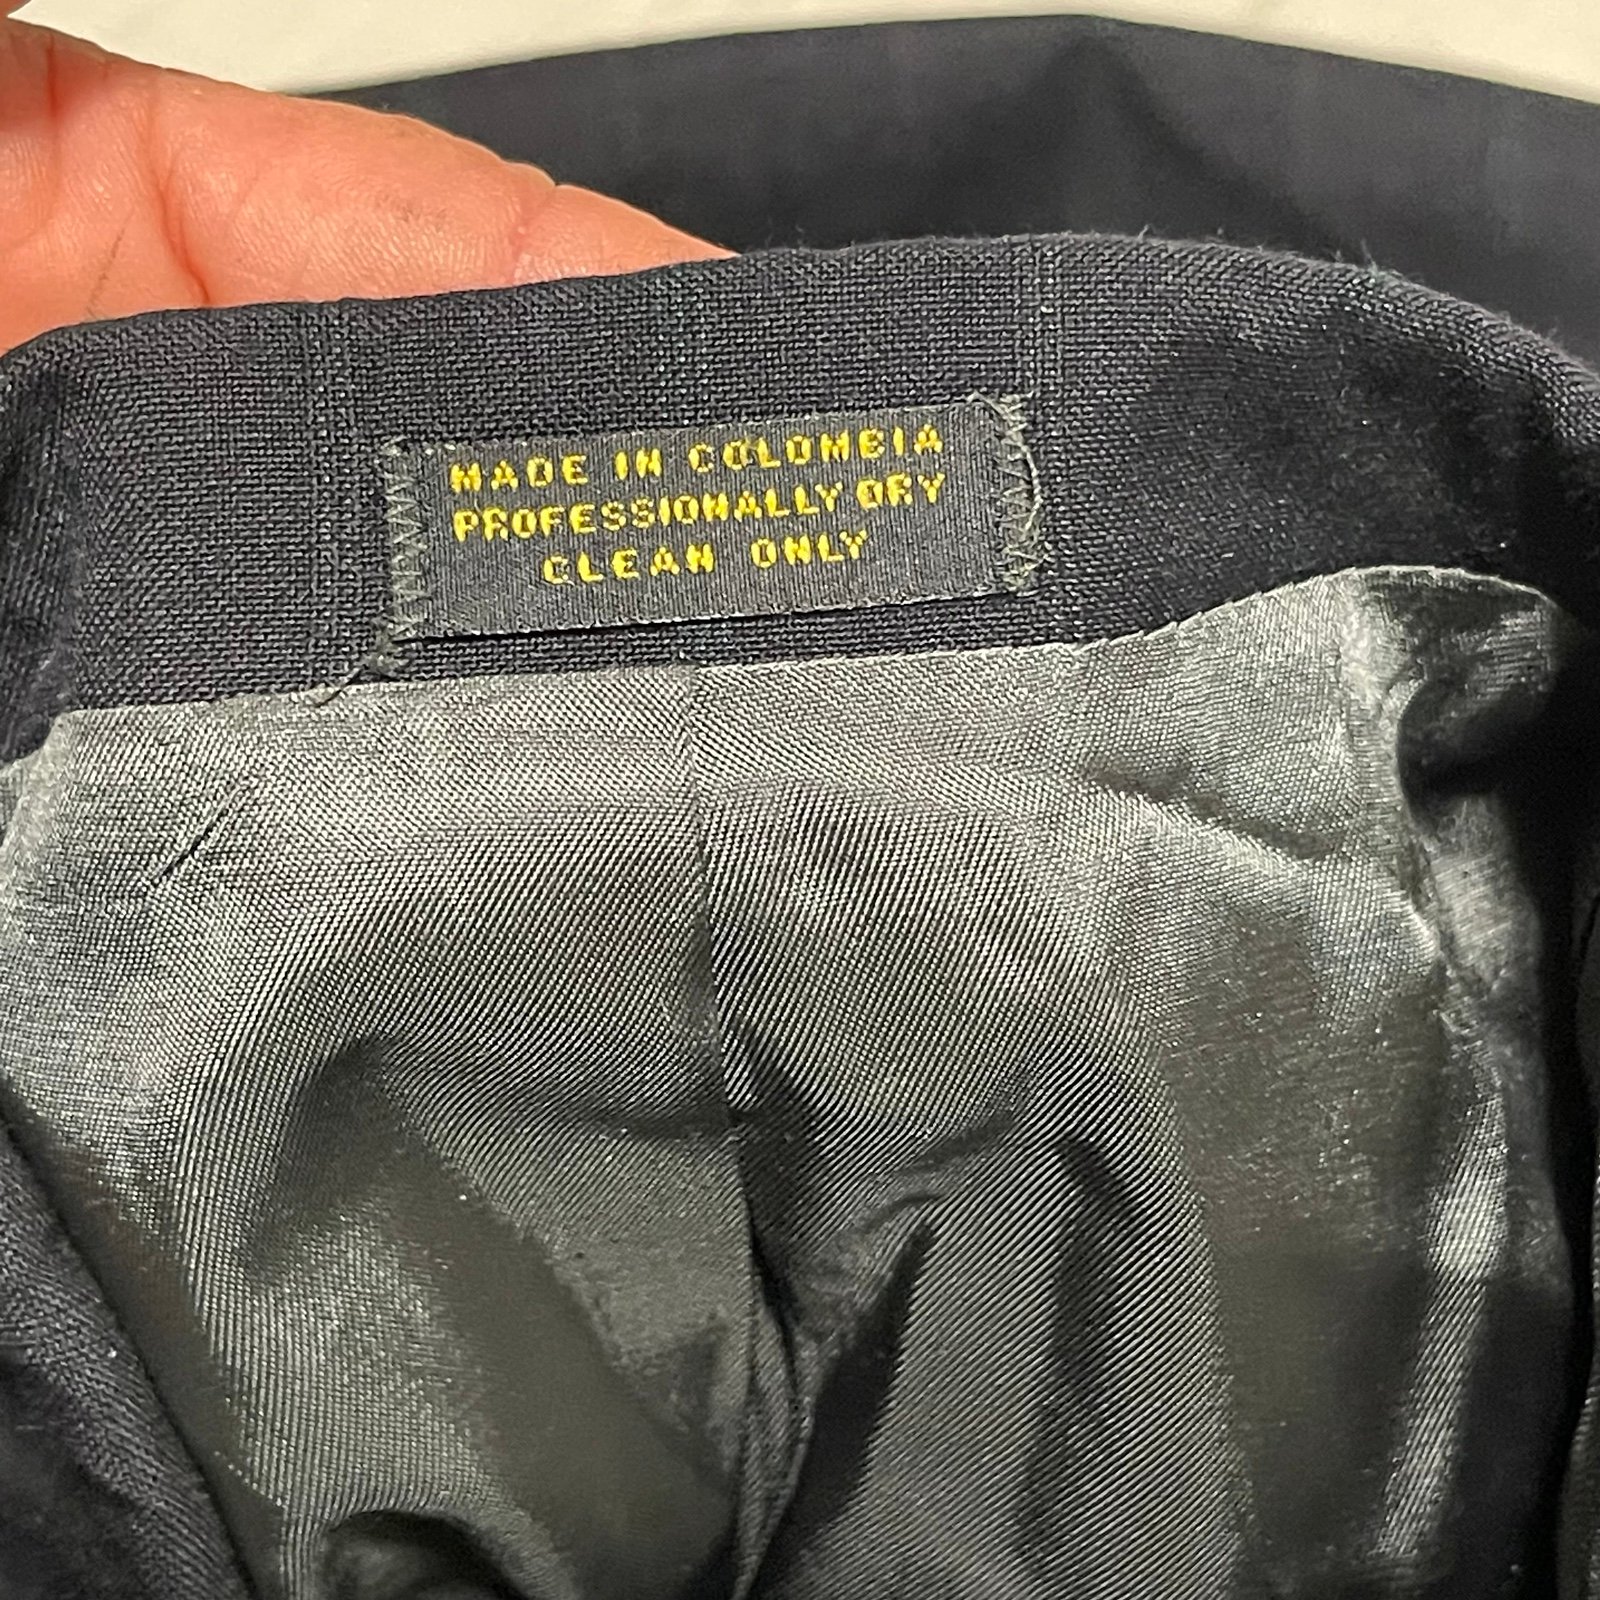 MADE IN COLOMBIA
PROFESSIONALLY DRY
CLEAN ONLY